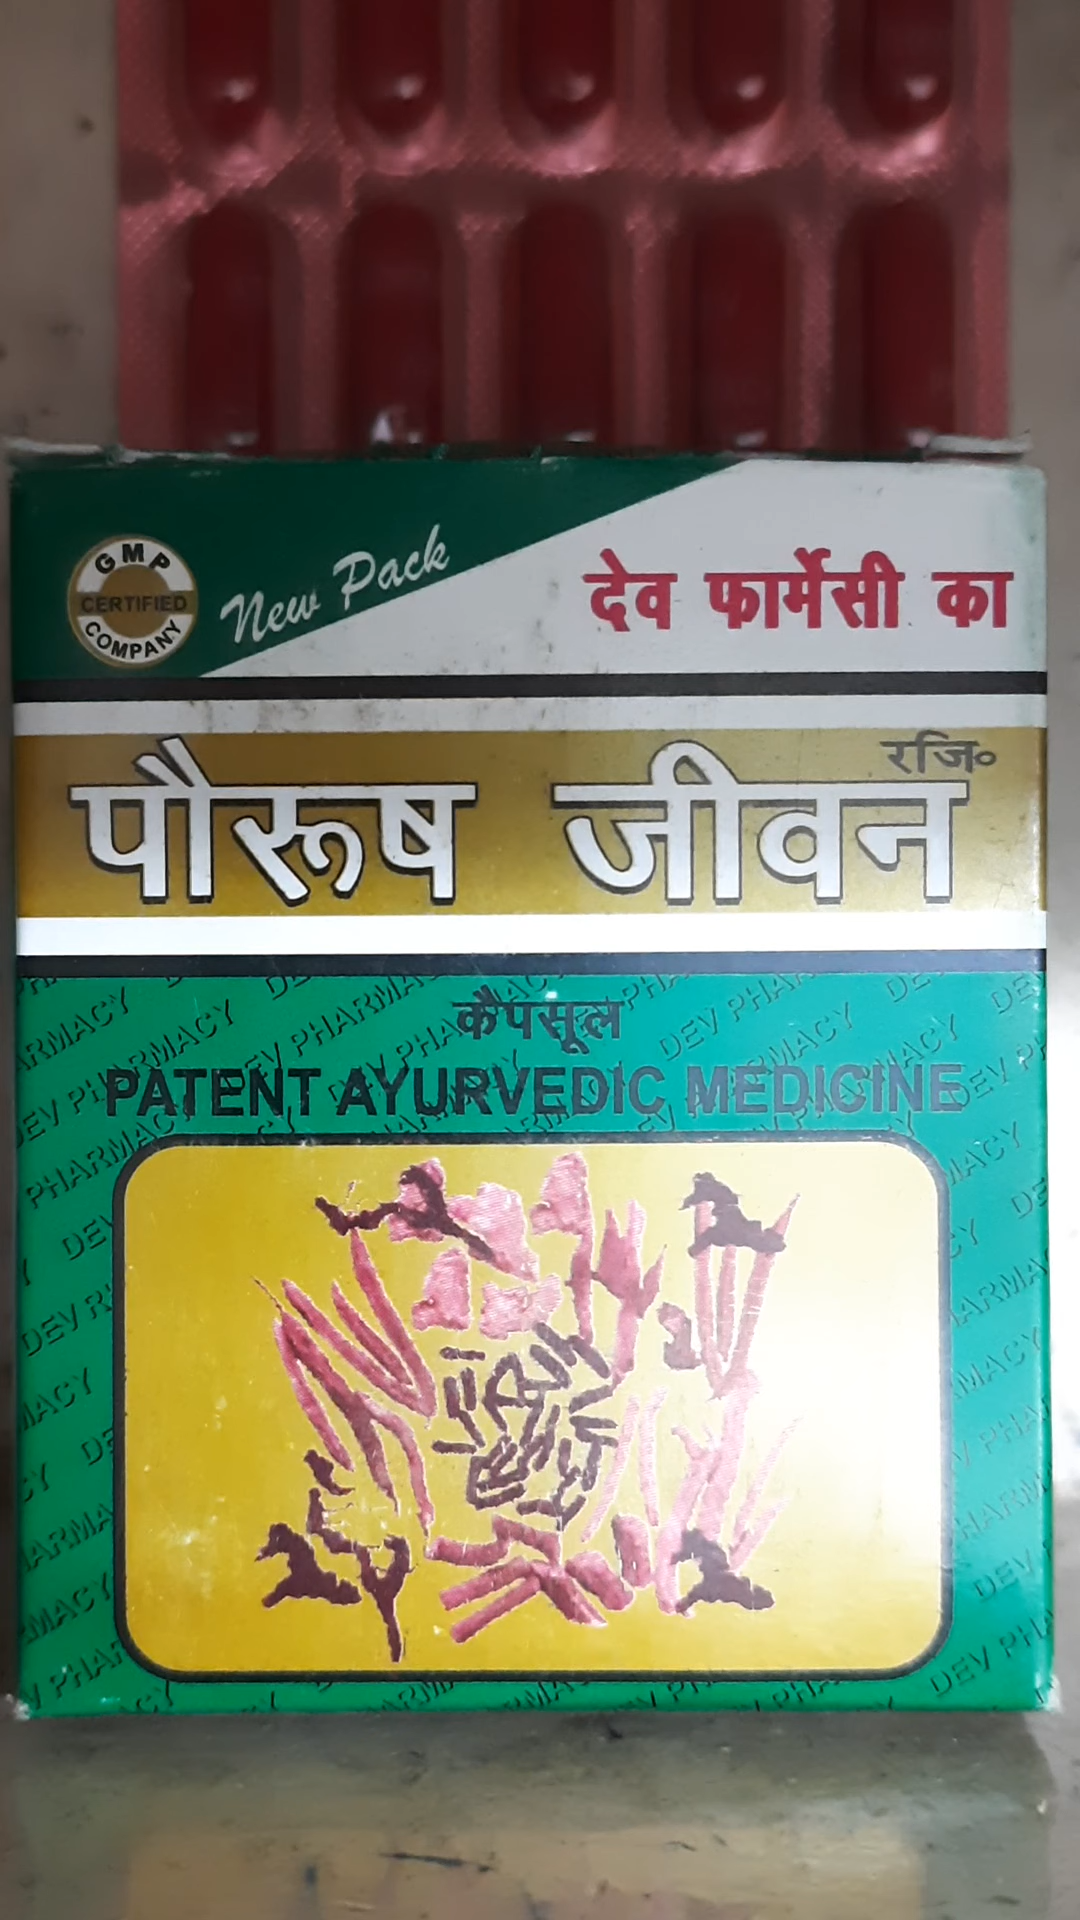 GMP
CERTIFIED
COMPANY
New Pack
देव फार्मेसी का
रजि०
पौरूष जीवन
कैपसूल
PATENT AYURVEDIC MEDICINE
DEV PHARMACY